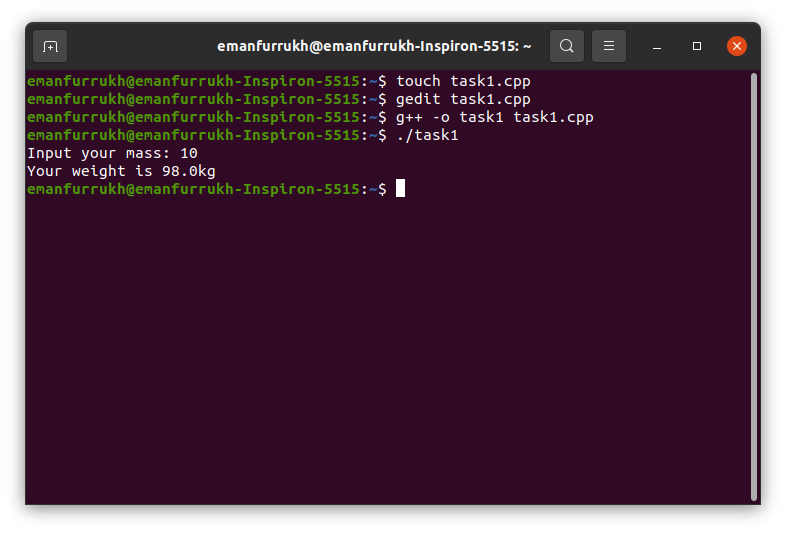 emanfurrukh@emanfurrukh-Inspiron-5515: ~
emanfurrukh@emanfurrukh-Inspiron-5515:~$ touch task1.cpp
emanfurrukh@emanfurrukh-Inspiron-5515:~$ gedit task1.cpp
emanfurrukh@emanfurrukh-Inspiron-5515:~$ g++ -o task1 task1.cpp
emanfurrukh@emanfurrukh-Inspiron-5515:~$ ./task1
Input your mass: 10
Your weight is 98.0kg
emanfurrukh@emanfurrukh-Inspiron-5515:~$